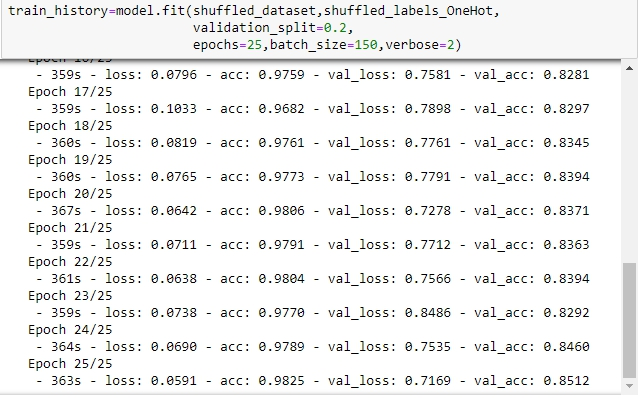 train_history=model.fit(shuffled_dataset,shuffled_labels_OneHot,
validation_split=0.2,
epochs=25,batch_size=150,verbose=2)
Epoch 16/25
- 359s - loss: 0.0796 - acc: 0.9759 - val_loss: 0.7581 - val_acc: 0.8281
Epoch 17/25
- 359s - loss: 0.1033 - acc: 0.9682 - val_loss: 0.7898 - val_acc: 0.8297
Epoch 18/25
- 360s - loss: 0.0819 - acc: 0.9761 - val_loss: 0.7761 - val_acc: 0.8345
Epoch 19/25
- 360s - loss: 0.0765 - acc: 0.9773 - val_loss: 0.7791 - val_acc: 0.8394
Epoch 20/25
- 367s - loss: 0.0642 - acc: 0.9806 - val_loss: 0.7278 - val_acc: 0.8371
Epoch 21/25
- 359s - loss: 0.0711 - acc: 0.9791 - val_loss: 0.7712 - val_acc: 0.8363
Epoch 22/25
- 361s - loss: 0.0638 - acc: 0.9804 - val_loss: 0.7566 - val_acc: 0.8394
Epoch 23/25
- 359s - loss: 0.0738 - acc: 0.9770 - val_loss: 0.8486 - val_acc: 0.8292
Epoch 24/25
- 364s - loss: 0.0690 - acc: 0.9789 - val_loss: 0.7535 - val_acc: 0.8460
Epoch 25/25
- 363s - loss: 0.0591 - acc: 0.9825 - val_loss: 0.7169 - val_acc: 0.8512